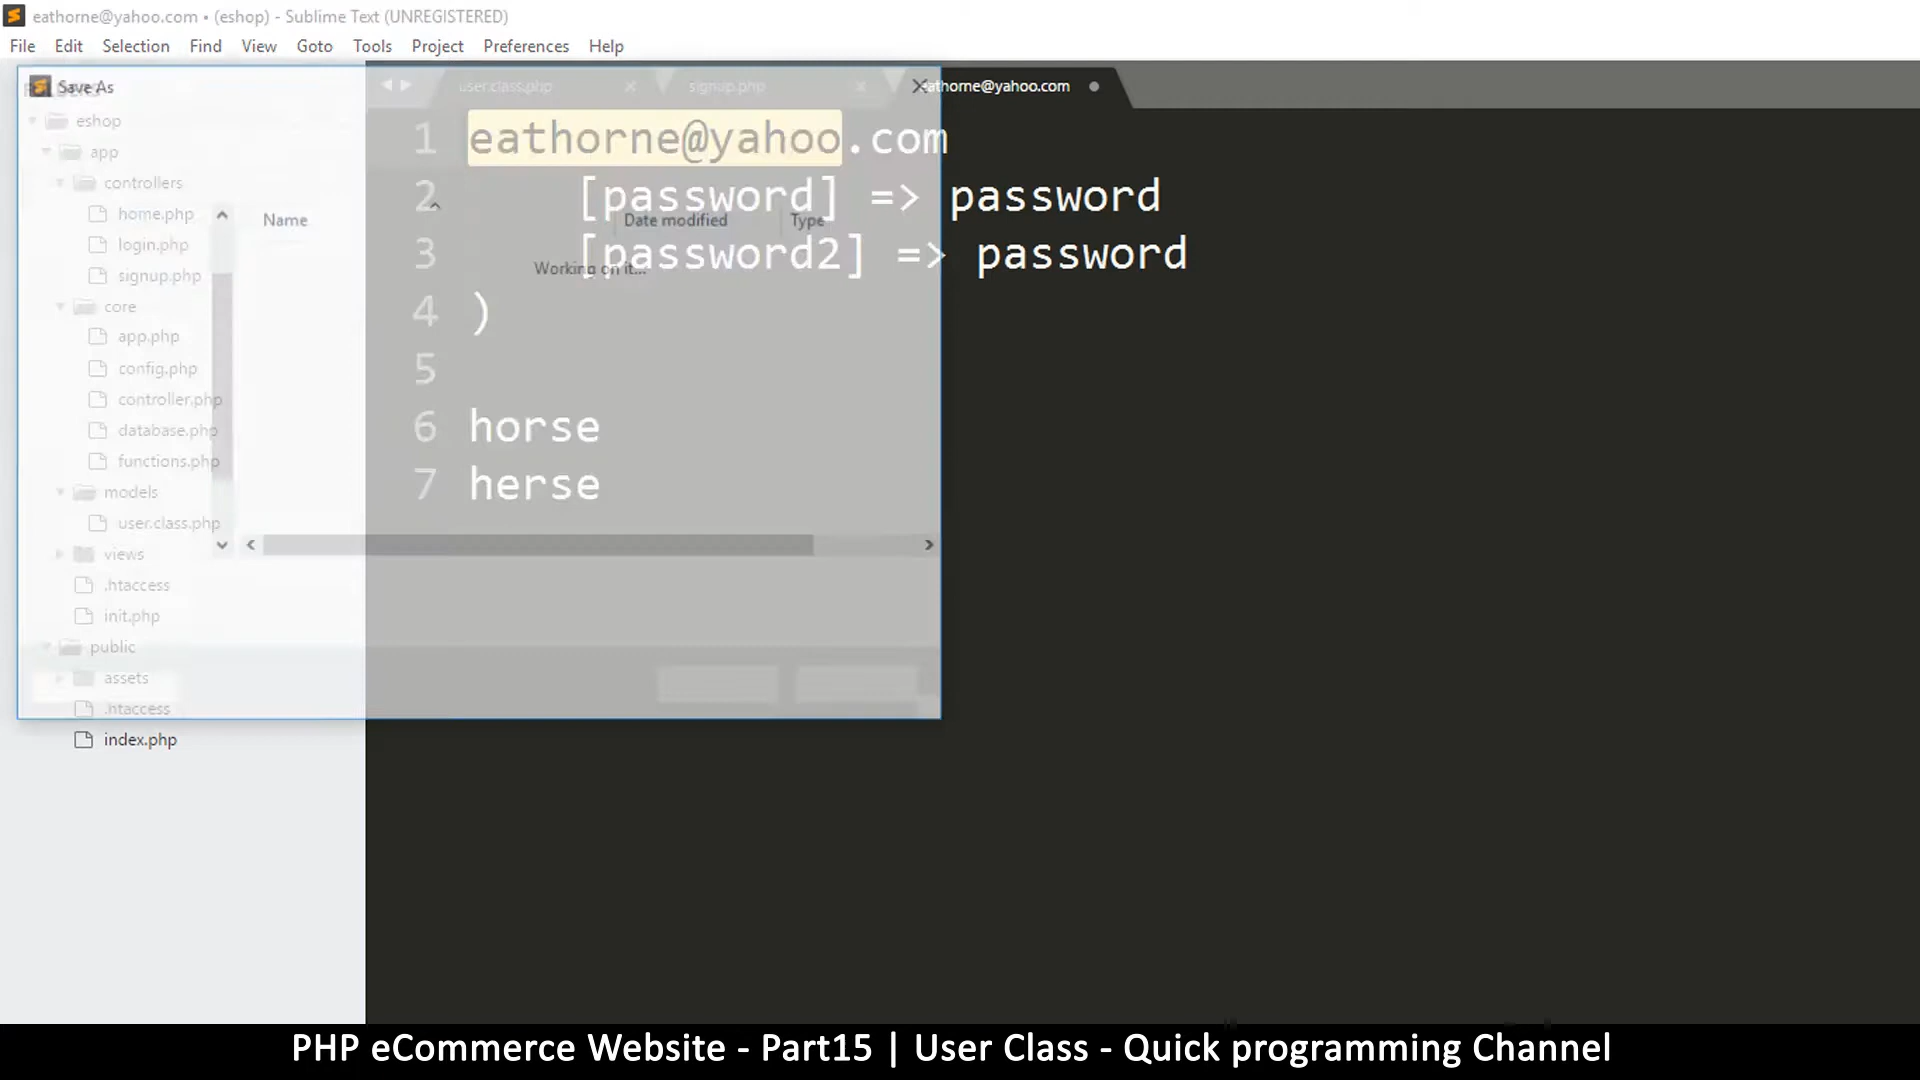 eathorne@yahoo.com • (eshop) - Sublime Text (UNREGISTERED)
File Edit Selection Find View Goto Tools Project Preferences Help
Save As
user.class.php
signup.php
eathorne@yahoo.com
eshop
app
controllers
home.php
login.php
signup.php
core
app.php
config.php
controller.php
database.php
functions.php
models
user.class.php
views
.htaccess
init.php
public
assets
.htaccess
index.php
Name Date modified Type
Working on it...
1 eathorne@yahoo.com
2 [password] => password
3 [password2] => password
4 )
5
6 horse
7 herse
PHP eCommerce Website - Part15 | User Class - Quick programming Channel